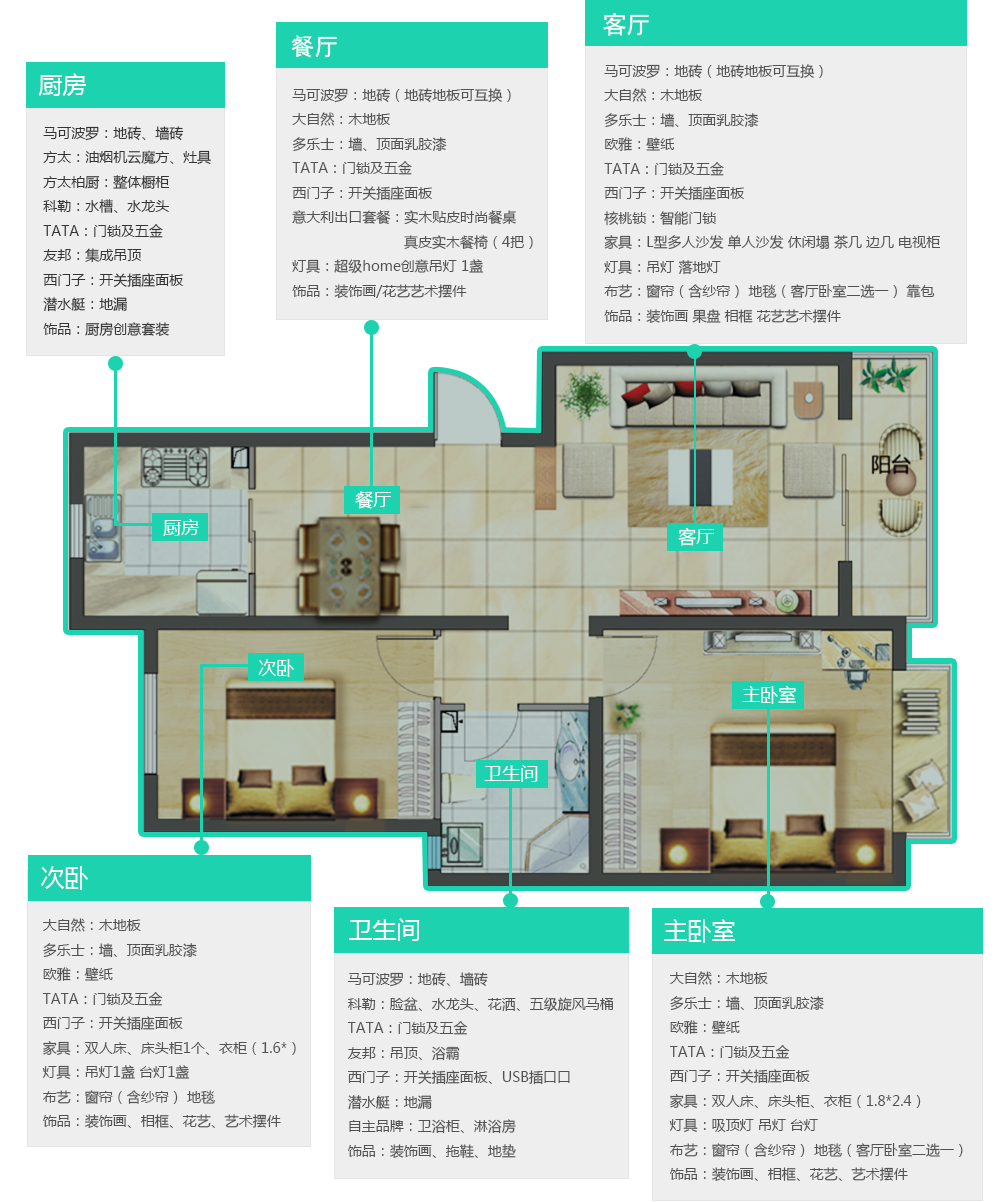 厨房
马可波罗：地砖、墙砖
方太：油烟机云魔方、灶具
方太柏厨：整体橱柜
科勒：水槽、水龙头
TATA：门锁及五金
友邦：集成吊顶
西门子：开关插座面板
潜水艇：地漏
饰品：厨房创意套装
餐厅
马可波罗：地砖（地砖地板可互换）
大自然：木地板
多乐士：墙、顶面乳胶漆
TATA：门锁及五金
西门子：开关插座面板
意大利出口套餐：实木贴皮时尚餐桌
真皮实木餐椅（4把）
灯具：超级home创意吊灯 1盏
饰品：装饰画/花艺艺术摆件
客厅
马可波罗：地砖（地砖地板可互换）
大自然：木地板
多乐士：墙、顶面乳胶漆
欧雅：壁纸
TATA：门锁及五金
西门子：开关插座面板
核桃锁：智能门锁
家具：L型多人沙发 单人沙发 休闲塌 茶几 边几 电视柜
灯具：吊灯 落地灯
布艺：窗帘（含纱帘） 地毯（客厅卧室二选一） 靠包
饰品：装饰画 果盘 相框 花艺艺术摆件
阳台
餐厅
厨房
客厅
次卧
主卧室
卫生间
次卧
大自然：木地板
多乐士：墙、顶面乳胶漆
欧雅：壁纸
TATA：门锁及五金
西门子：开关插座面板
家具：双人床、床头柜1个、衣柜（1.6*）
灯具：吊灯1盏 台灯1盏
布艺：窗帘（含纱帘） 地毯
饰品：装饰画、相框、花艺、艺术摆件
卫生间
马可波罗：地砖、墙砖
科勒：脸盆、水龙头、花洒、五级旋风马桶
TATA：门锁及五金
友邦：吊顶、浴霸
西门子：开关插座面板、USB插口口
潜水艇：地漏
自主品牌：卫浴柜、淋浴房
饰品：装饰画、拖鞋、地垫
主卧室
大自然：木地板
多乐士：墙、顶面乳胶漆
欧雅：壁纸
TATA：门锁及五金
西门子：开关插座面板
家具：双人床、床头柜、衣柜（1.8*2.4）
灯具：吸顶灯 吊灯 台灯
布艺：窗帘（含纱帘） 地毯（客厅卧室二选一）
饰品：装饰画、相框、花艺、艺术摆件